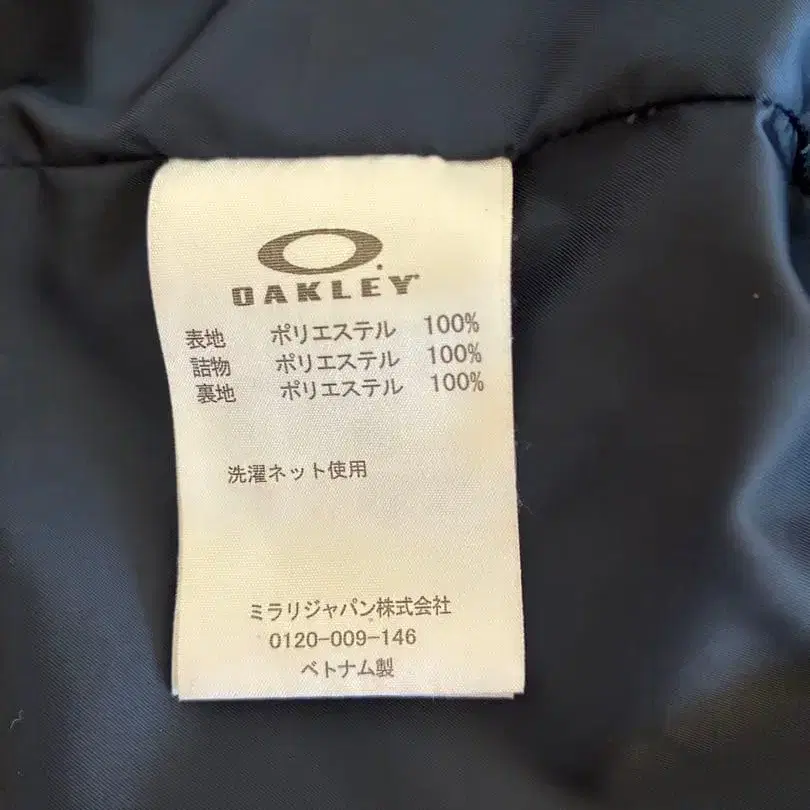 OAKLEY
表地 ポリエステル 100%
詰物 ポリエステル 100%
裏地 ポリエステル 100%
洗濯ネット使用
ミラリジャパン株式会社
0120-009-146
ベトナム製